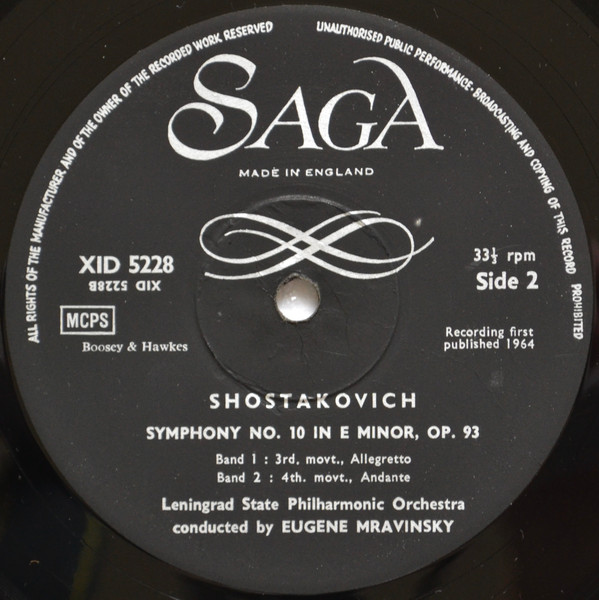 ALL RIGHTS OF THE MANUFACTURER AND OF THE OWNER OF THE RECORDED WORK RESERVED
UNAUTHORISED PUBLIC PERFORMANCE · BROADCASTING AND COPYING OF THIS RECORD PROHIBITED
SAGA
MADE IN ENGLAND
XID 5228
XID 5228B
33⅓ rpm
Side 2
MCPS
Boosey & Hawkes
Recording first
published 1964
SHOSTAKOVICH
SYMPHONY NO. 10 IN E MINOR, OP. 93
Band 1 : 3rd. movt., Allegretto
Band 2 : 4th. movt., Andante
Leningrad State Philharmonic Orchestra
conducted by EUGENE MRAVINSKY